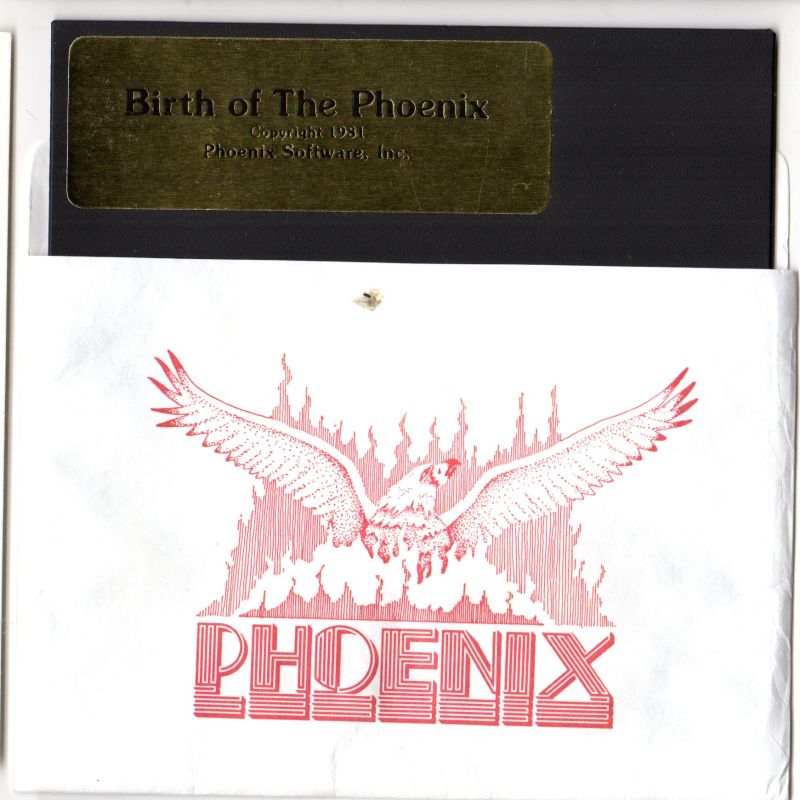 Birth of The Phoenix
Copyright 1981
Phoenix Software, Inc.
PHOENIX